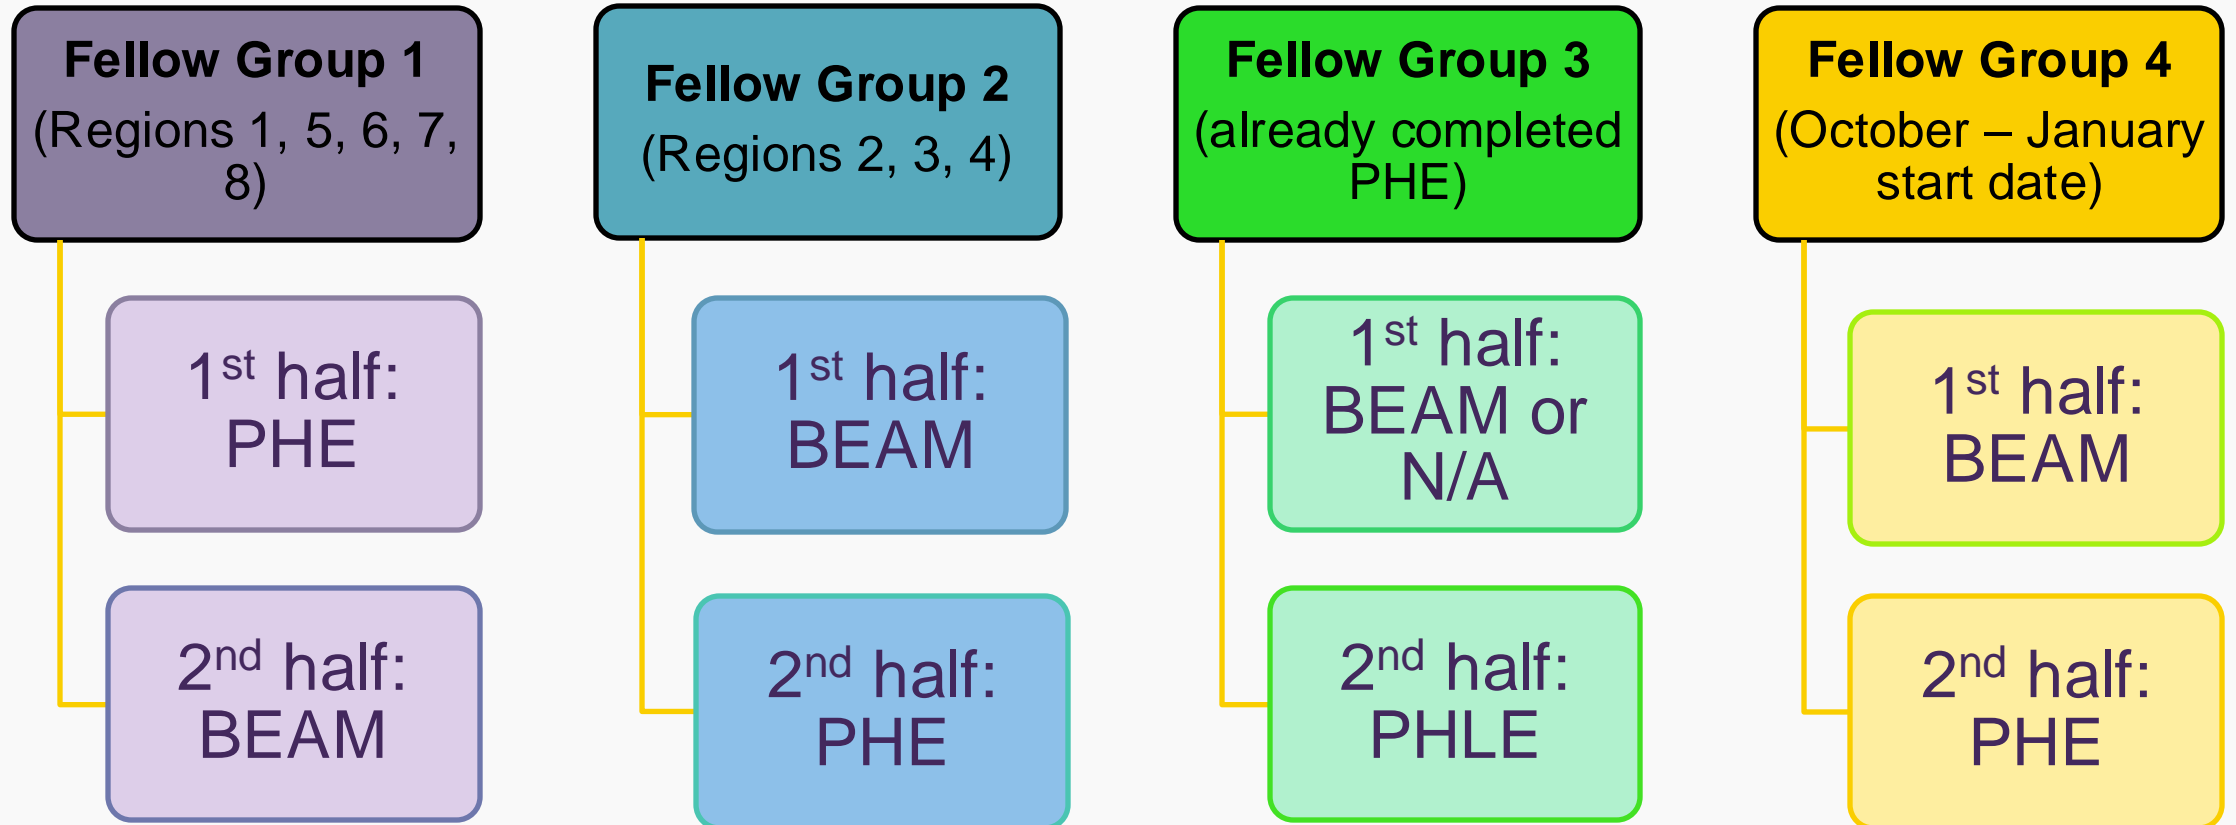 Fellow Group 1
(Regions 1, 5, 6, 7,
8)
1st half:
PHE
2nd half:
BEAM
Fellow Group 2
(Regions 2, 3, 4)
1st half:
BEAM
2nd half:
PHE
Fellow Group 3
(already completed
PHE)
1st half:
BEAM or
N/A
2nd half:
PHLE
Fellow Group 4
(October – January
start date)
1st half:
BEAM
2nd half:
PHE